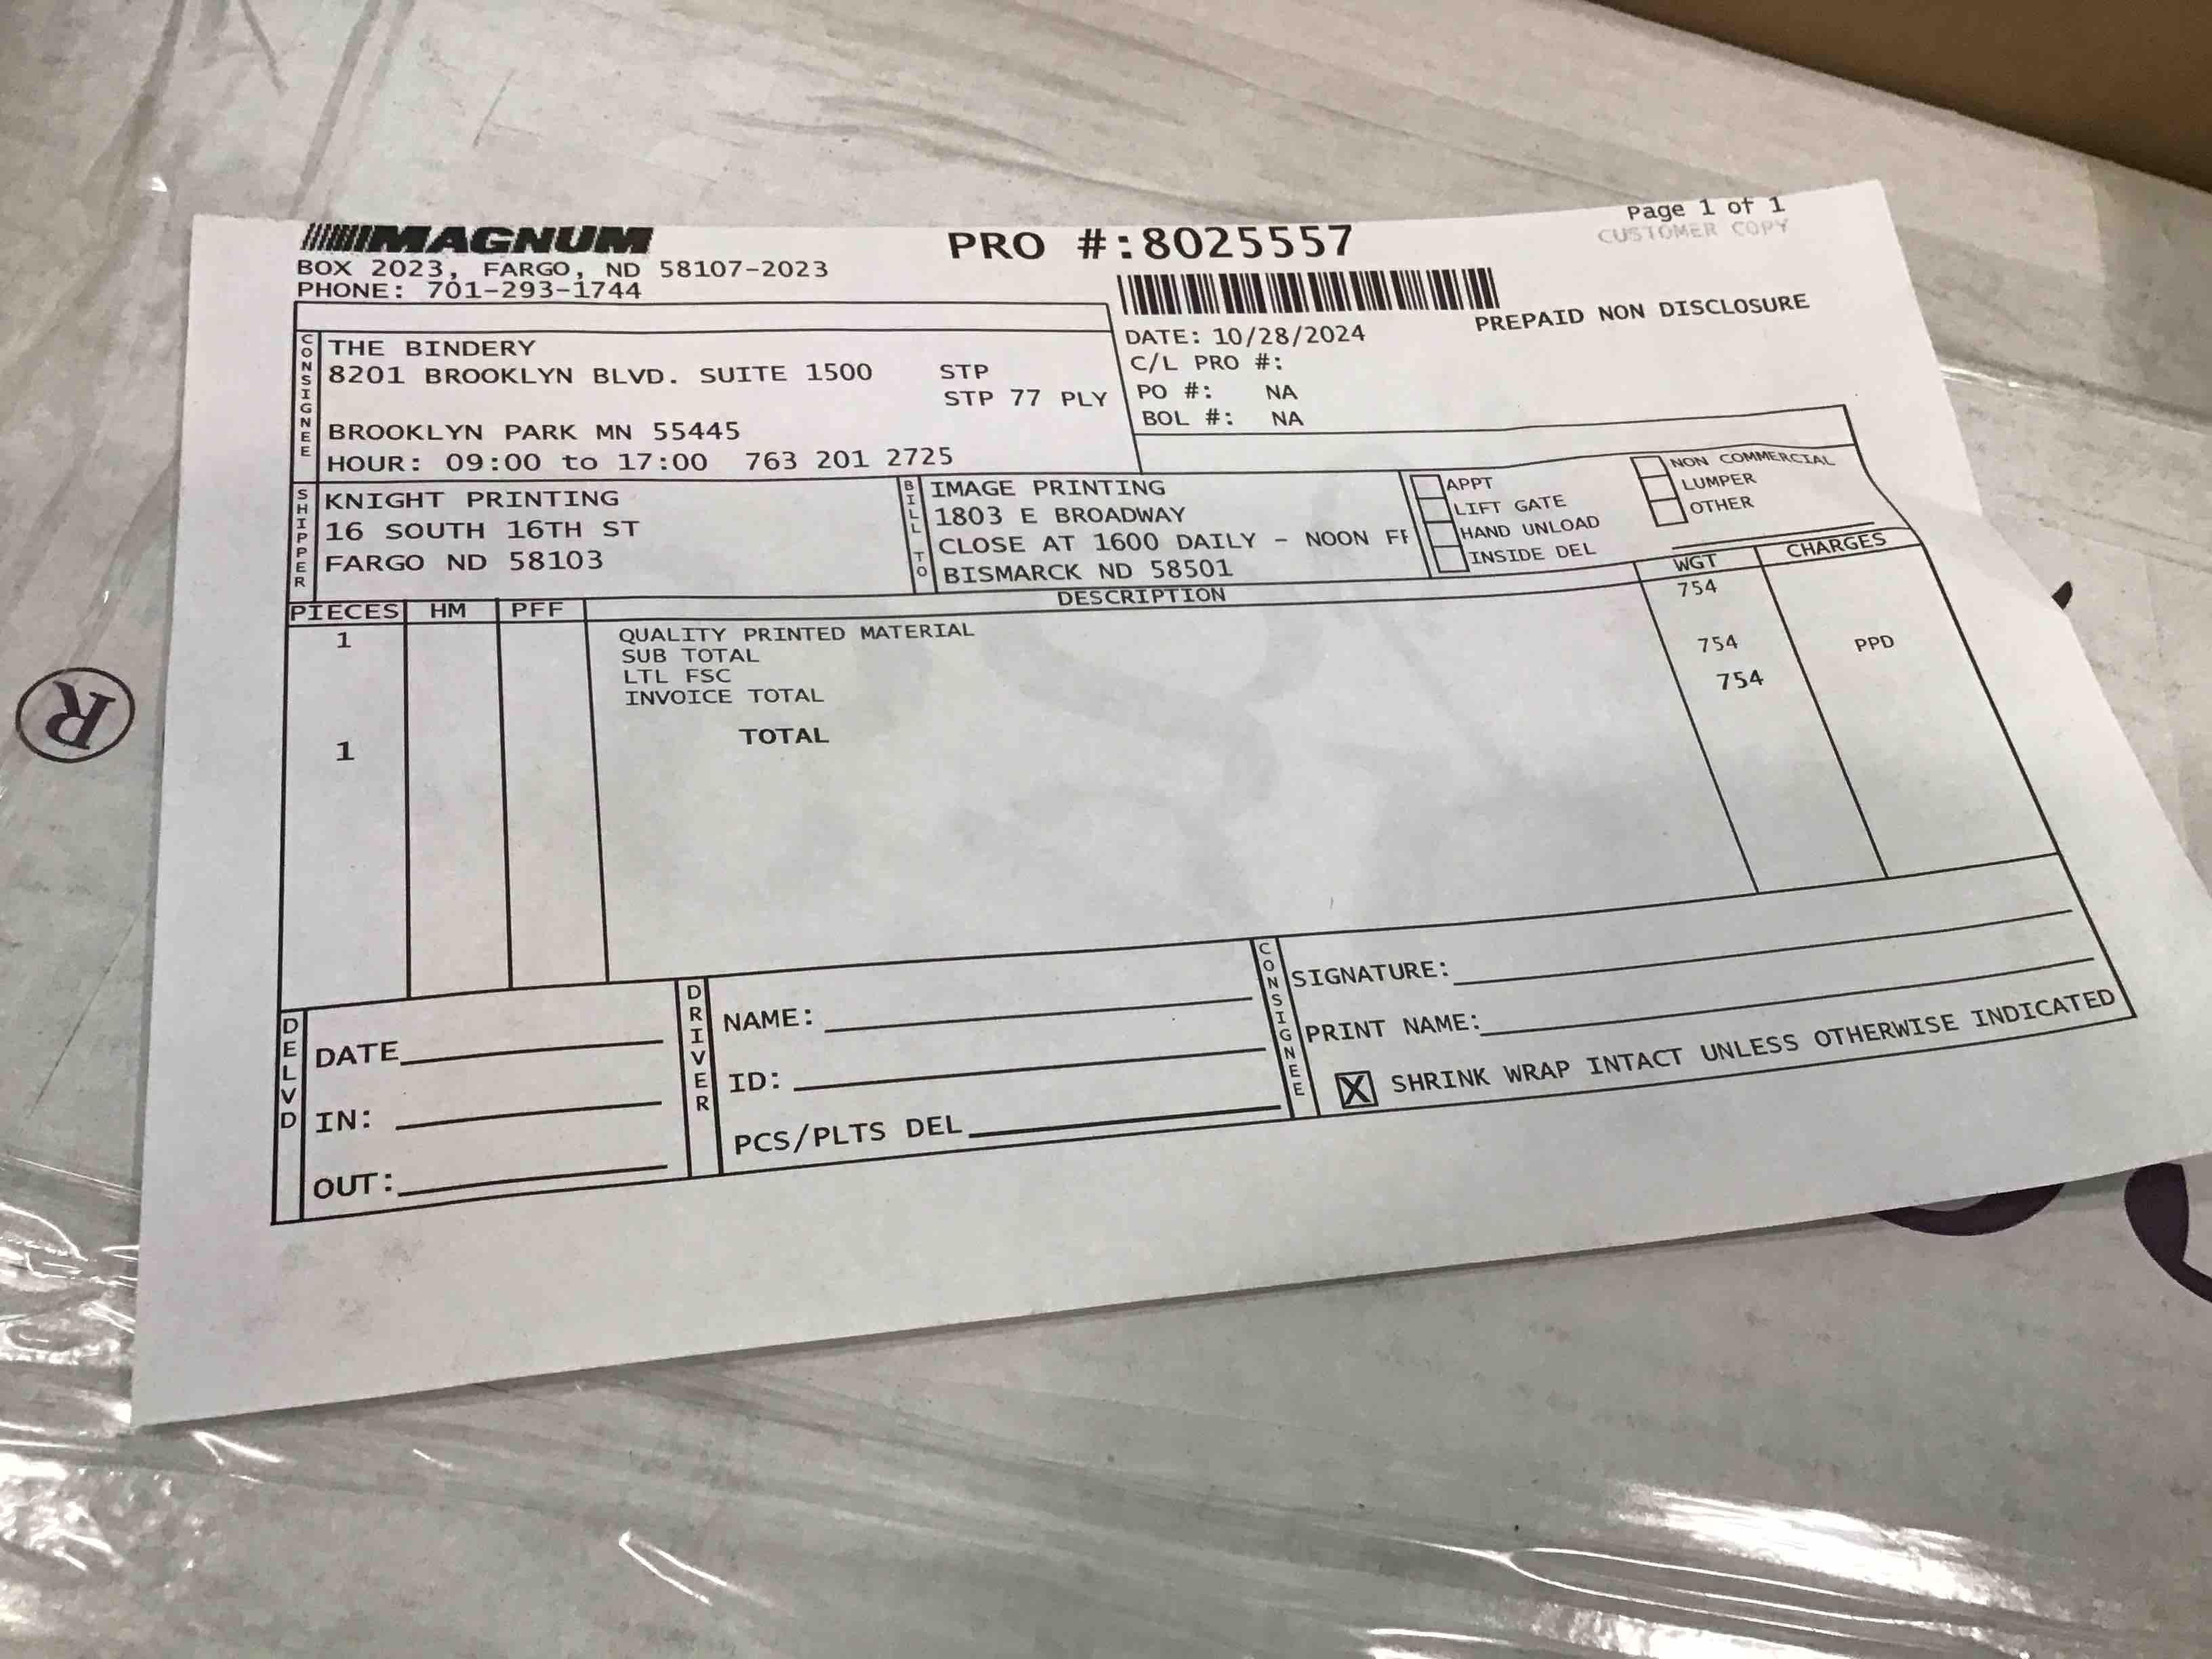 MAGNUM
BOX 2023, FARGO, ND 58107-2023
PHONE: 701-293-1744
PRO #:8025557
Page 1 of 1
CUSTOMER COPY
PREPAID NON DISCLOSURE
DATE: 10/28/2024
C/L PRO #:
PO #: NA
BOL #: NA
CONSIGNEE
THE BINDERY
8201 BROOKLYN BLVD. SUITE 1500 STP
STP 77 PLY
BROOKLYN PARK MN 55445
HOUR: 09:00 to 17:00 763 201 2725
SHIPPER
KNIGHT PRINTING
16 SOUTH 16TH ST
FARGO ND 58103
BILL TO
IMAGE PRINTING
1803 E BROADWAY
CLOSE AT 1600 DAILY - NOON
BISMARCK ND 58501
APPT
LIFT GATE
HAND UNLOAD
INSIDE DEL
NON COMMERCIAL
LUMPER
OTHER
PIECES HM PFF DESCRIPTION WGT CHARGES
1 QUALITY PRINTED MATERIAL 754
SUB TOTAL 754 PPD
LTL FSC
INVOICE TOTAL
1 TOTAL 754
DELVD
DATE
IN:
OUT:
DRIVER
NAME:
ID:
PCS/PLTS DEL
CONSIGNEE
SIGNATURE:
PRINT NAME:
X SHRINK WRAP INTACT UNLESS OTHERWISE INDICATED
®